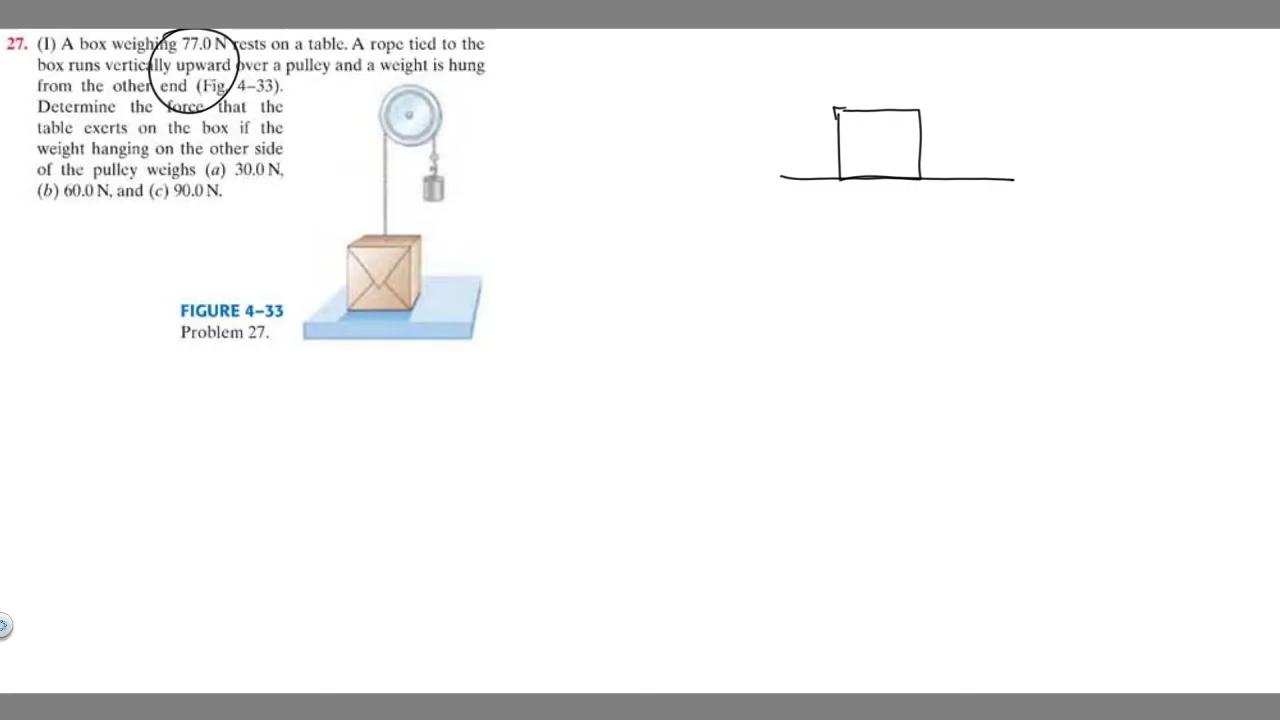 27. (I) A box weighing 77.0 N rests on a table. A rope tied to the
box runs vertically upward over a pulley and a weight is hung
from the other end (Fig. 4–33).
Determine the force that the
table exerts on the box if the
weight hanging on the other side
of the pulley weighs (a) 30.0 N,
(b) 60.0 N, and (c) 90.0 N.
FIGURE 4–33
Problem 27.